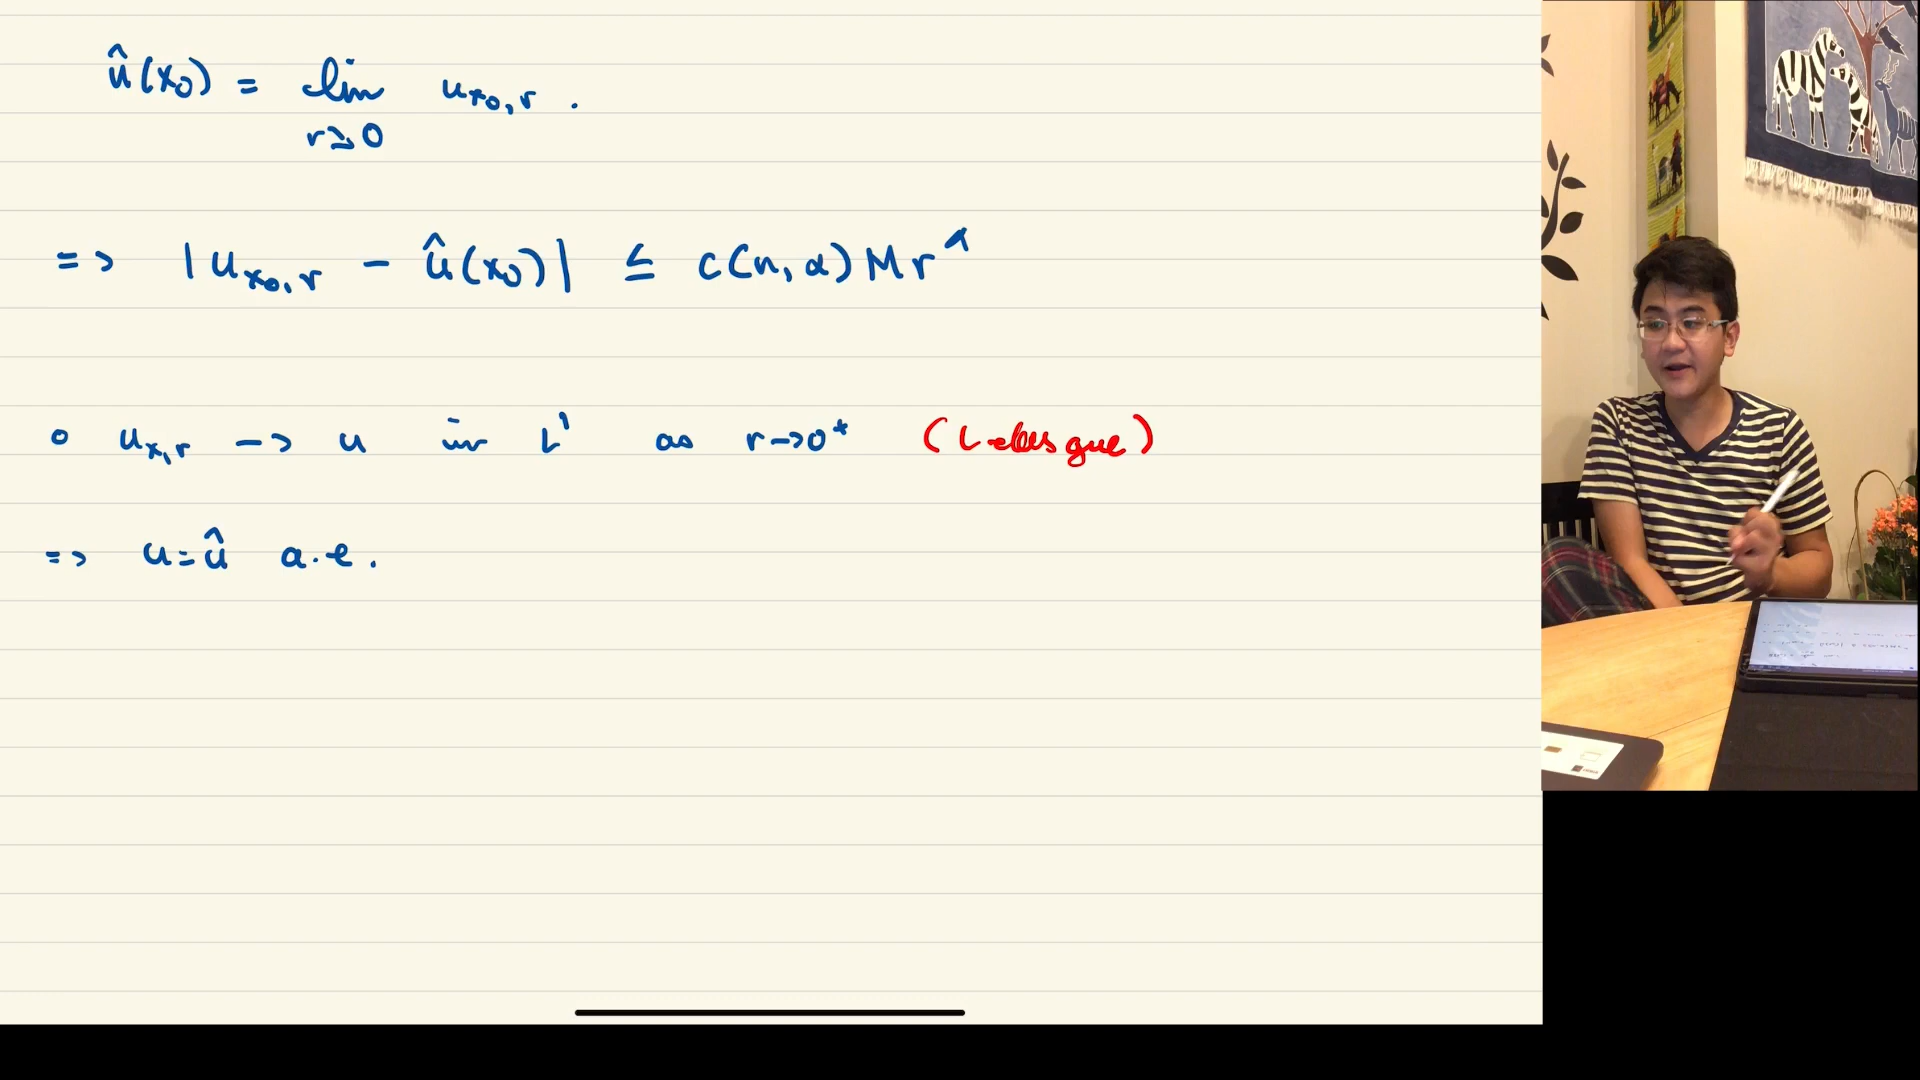 û(x₀) = lim u_{x₀,r} .
r↘0
=> |u_{x₀,r} - û(x₀)| ≤ c(n,α) M r^α
o u_{x,r} -> u in L¹ as r->0⁺ (Lebesgue)
=> u=û a.e.